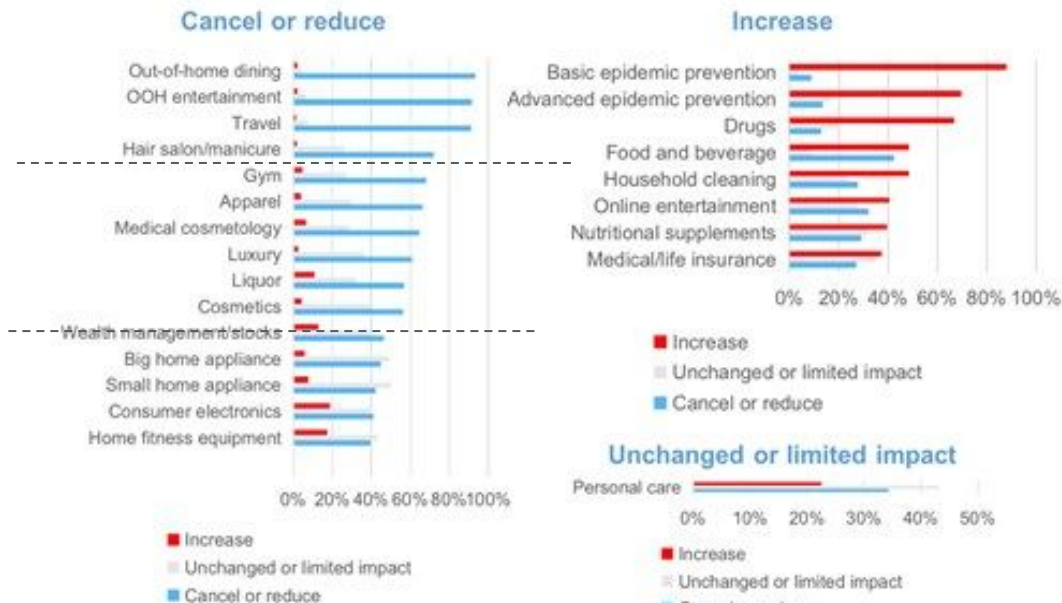 Cancel or reduce
Out-of-home dining
OOH entertainment
Travel
Hair salon/manicure
Gym
Apparel
Medical cosmetology
Luxury
Liquor
Cosmetics
Wealth management/stocks
Big home appliance
Small home appliance
Consumer electronics
Home fitness equipment
0% 20% 40% 60% 80% 100%
Increase
Unchanged or limited impact
Cancel or reduce
Increase
Basic epidemic prevention
Advanced epidemic prevention
Drugs
Food and beverage
Household cleaning
Online entertainment
Nutritional supplements
Medical/life insurance
0% 20% 40% 60% 80% 100%
Increase
Unchanged or limited impact
Cancel or reduce
Unchanged or limited impact
Personal care
0% 10% 20% 30% 40% 50%
Increase
Unchanged or limited impact